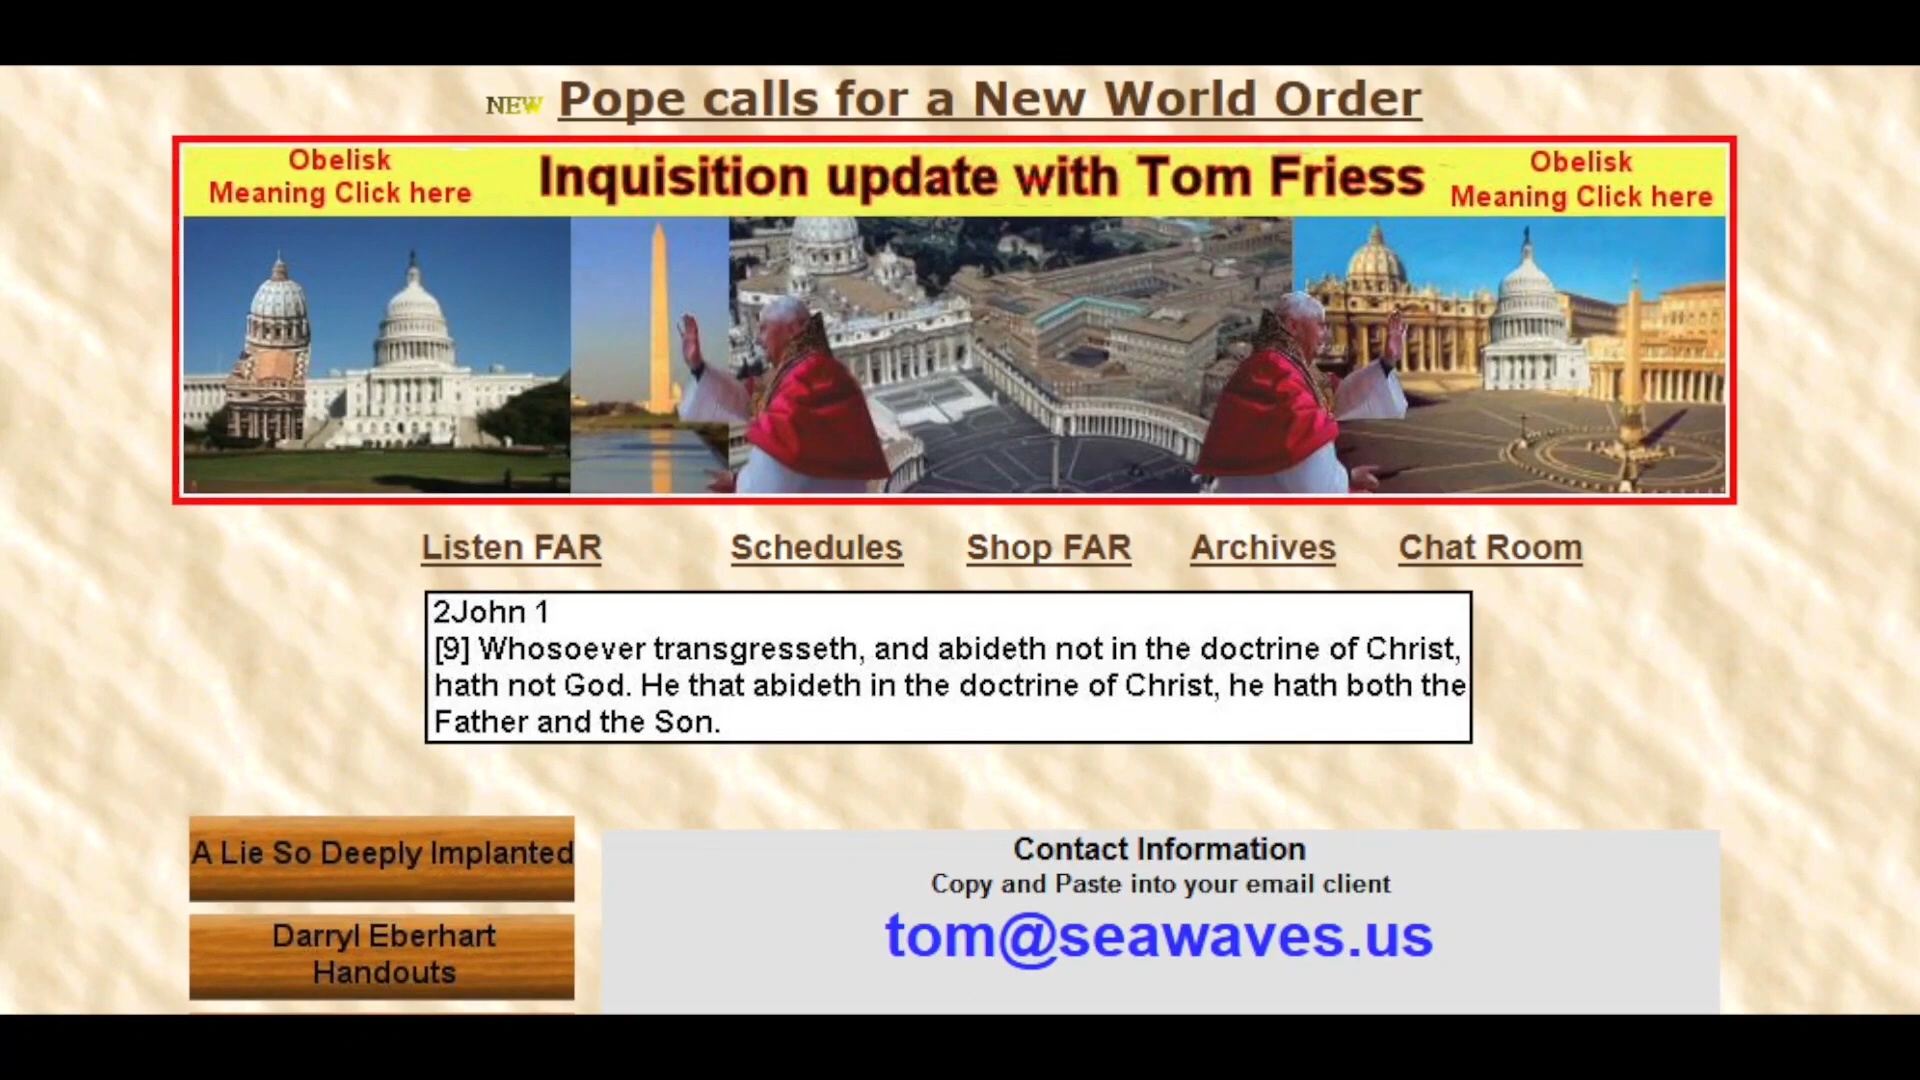 NEW Pope calls for a New World Order
Obelisk
Meaning Click here
Inquisition update with Tom Friess
Obelisk
Meaning Click here
Listen FAR Schedules Shop FAR Archives Chat Room
2John 1
[9] Whosoever transgresseth, and abideth not in the doctrine of Christ,
hath not God. He that abideth in the doctrine of Christ, he hath both the
Father and the Son.
A Lie So Deeply Implanted
Darryl Eberhart
Handouts
Contact Information
Copy and Paste into your email client
tom@seawaves.us